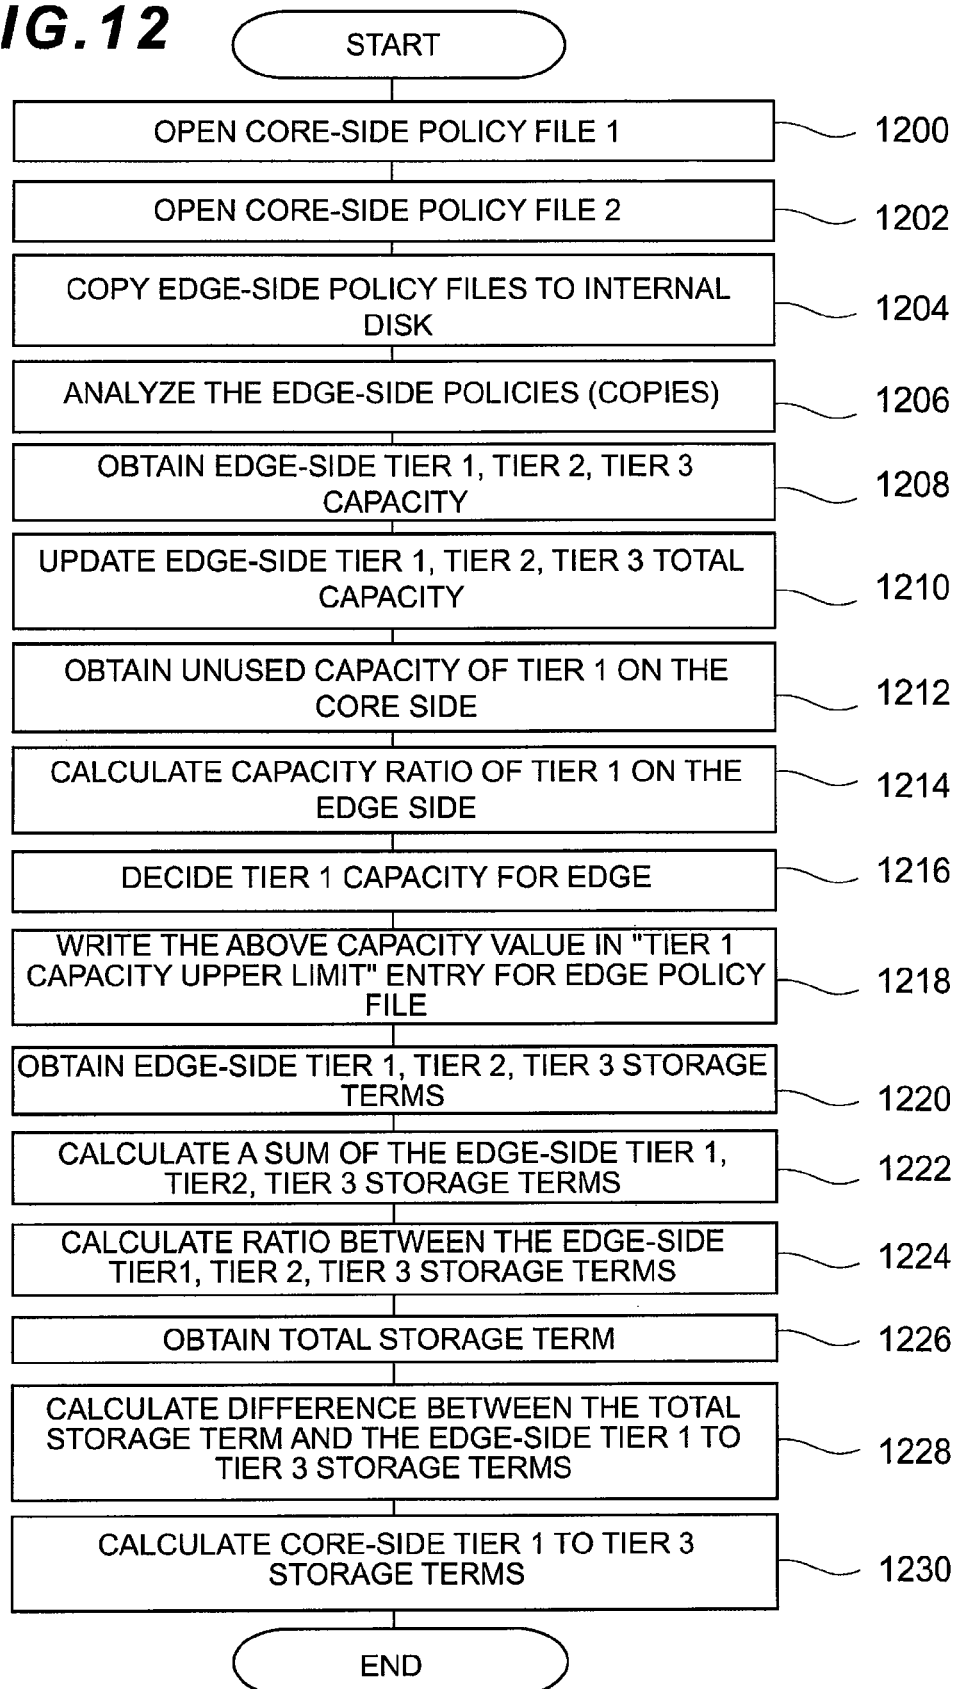 IG.12
START
OPEN CORE-SIDE POLICY FILE 1
1200
OPEN CORE-SIDE POLICY FILE 2
1202
COPY EDGE-SIDE POLICY FILES TO INTERNAL
DISK
1204
ANALYZE THE EDGE-SIDE POLICIES (COPIES)
1206
OBTAIN EDGE-SIDE TIER 1, TIER 2, TIER 3
CAPACITY
1208
UPDATE EDGE-SIDE TIER 1, TIER 2, TIER 3 TOTAL
CAPACITY
1210
OBTAIN UNUSED CAPACITY OF TIER 1 ON THE
CORE SIDE
1212
CALCULATE CAPACITY RATIO OF TIER 1 ON THE
EDGE SIDE
1214
DECIDE TIER 1 CAPACITY FOR EDGE
1216
WRITE THE ABOVE CAPACITY VALUE IN "TIER 1
CAPACITY UPPER LIMIT" ENTRY FOR EDGE POLICY
FILE
1218
OBTAIN EDGE-SIDE TIER 1, TIER 2, TIER 3 STORAGE
TERMS
1220
CALCULATE A SUM OF THE EDGE-SIDE TIER 1,
TIER2, TIER 3 STORAGE TERMS
1222
CALCULATE RATIO BETWEEN THE EDGE-SIDE
TIER1, TIER 2, TIER 3 STORAGE TERMS
1224
OBTAIN TOTAL STORAGE TERM
1226
CALCULATE DIFFERENCE BETWEEN THE TOTAL
STORAGE TERM AND THE EDGE-SIDE TIER 1 TO
TIER 3 STORAGE TERMS
1228
CALCULATE CORE-SIDE TIER 1 TO TIER 3
STORAGE TERMS
1230
END